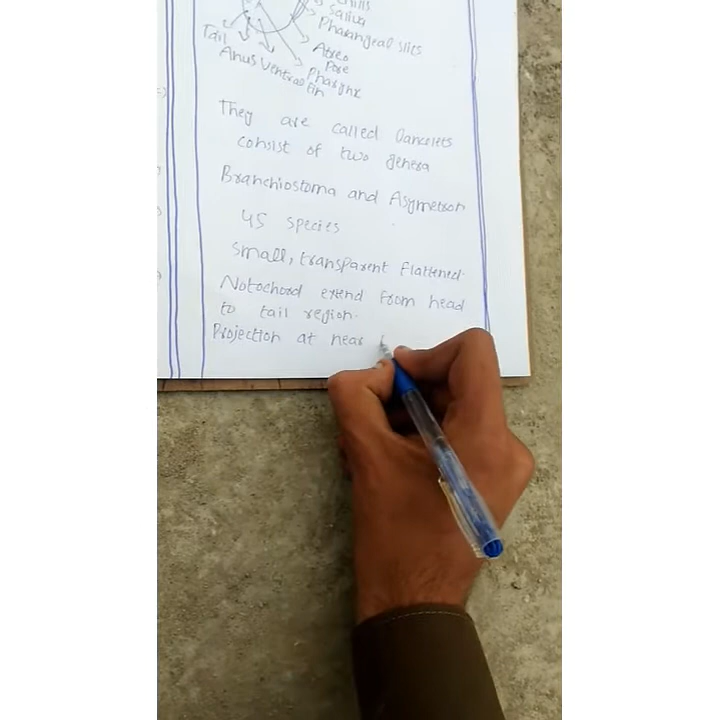 Saliva
Pharangeal slits
Tail
Atreo
Pore
Anus Ventral Fin
Pharynx
They are called Lancelets
consist of two genera
Branchiostoma and Asymetron
45 species
small, transparent flattened.
Notochord extend from head
to tail region.
Projection at near